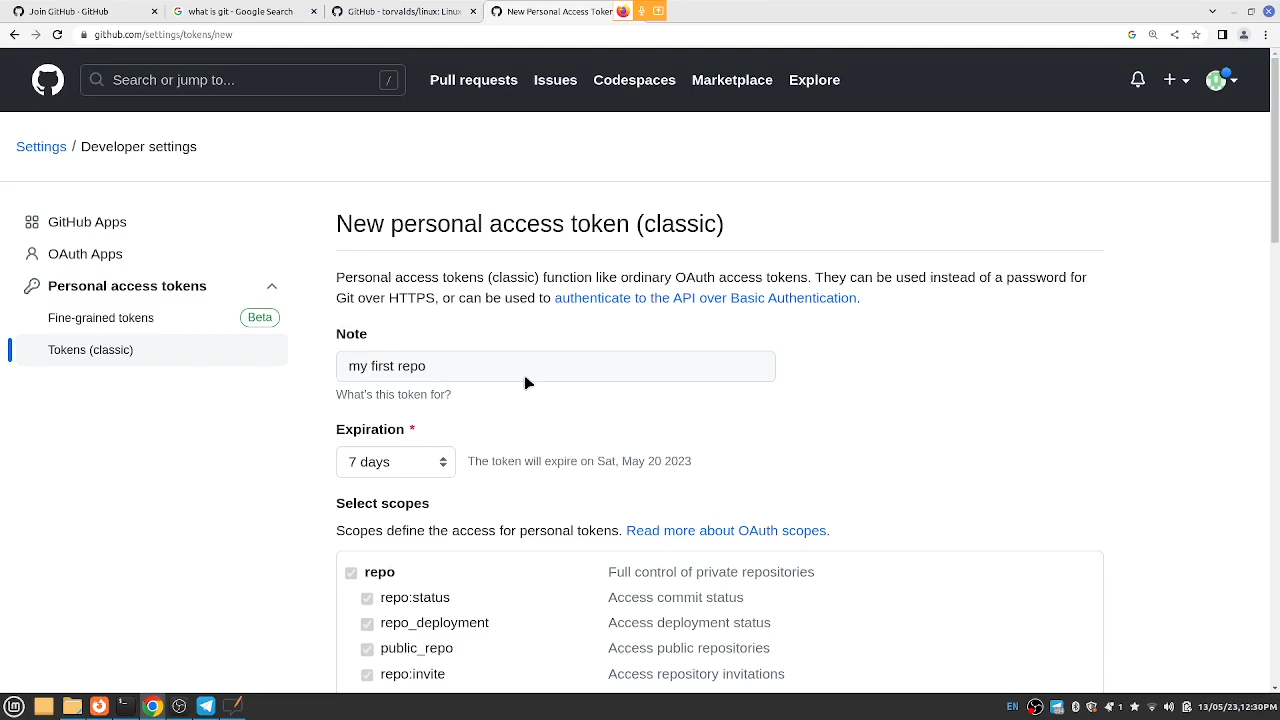 Join GitHub · GitHub
what is git - Google Search
GitHub - torvalds/linux: Linux
New Personal Access Token
github.com/settings/tokens/new
Search or jump to...
/
Pull requests
Issues
Codespaces
Marketplace
Explore
Settings / Developer settings
GitHub Apps
OAuth Apps
Personal access tokens
Fine-grained tokens
Beta
Tokens (classic)
New personal access token (classic)
Personal access tokens (classic) function like ordinary OAuth access tokens. They can be used instead of a password for
Git over HTTPS, or can be used to authenticate to the API over Basic Authentication.
Note
my first repo
What's this token for?
Expiration *
7 days
The token will expire on Sat, May 20 2023
Select scopes
Scopes define the access for personal tokens. Read more about OAuth scopes.
repo Full control of private repositories
repo:status Access commit status
repo_deployment Access deployment status
public_repo Access public repositories
repo:invite Access repository invitations
EN
1
13/05/23,12:30PM